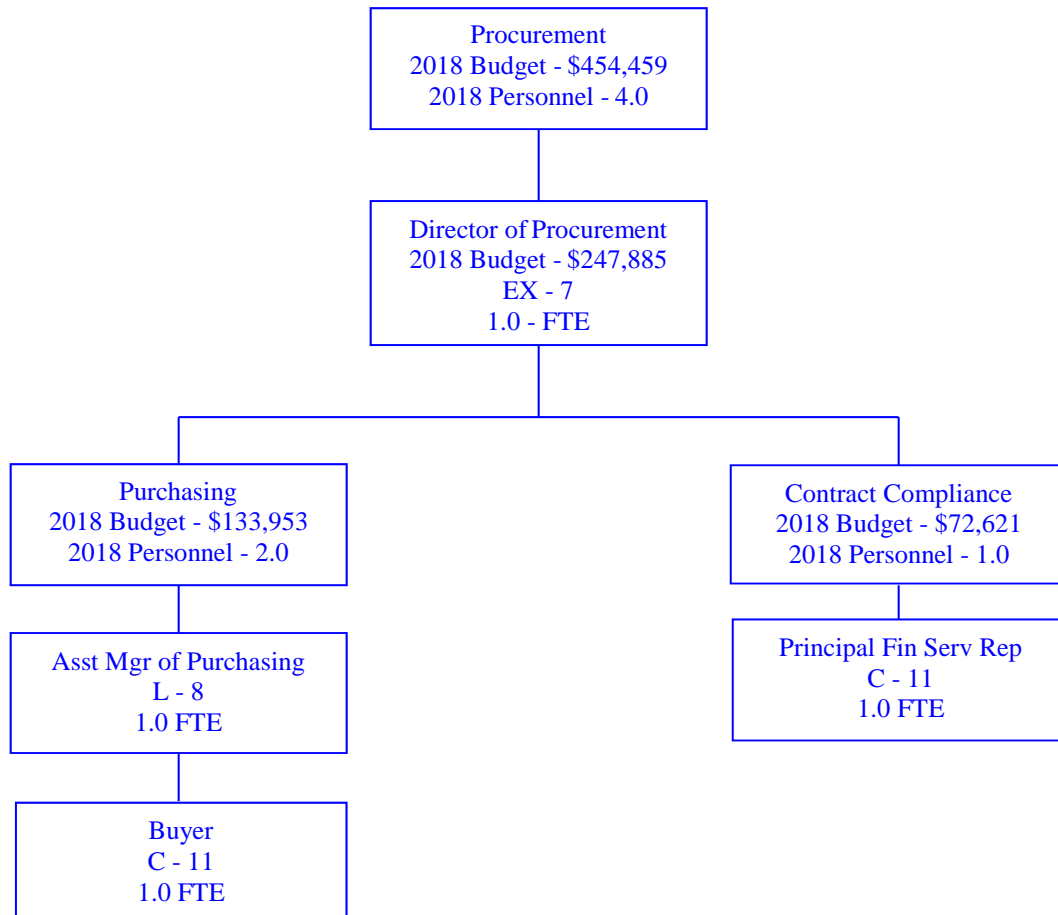 Procurement
2018 Budget - $454,459
2018 Personnel - 4.0
Director of Procurement
2018 Budget - $247,885
EX - 7
1.0 - FTE
Purchasing
2018 Budget - $133,953
2018 Personnel - 2.0
Contract Compliance
2018 Budget - $72,621
2018 Personnel - 1.0
Asst Mgr of Purchasing
L - 8
1.0 FTE
Principal Fin Serv Rep
C - 11
1.0 FTE
Buyer
C - 11
1.0 FTE